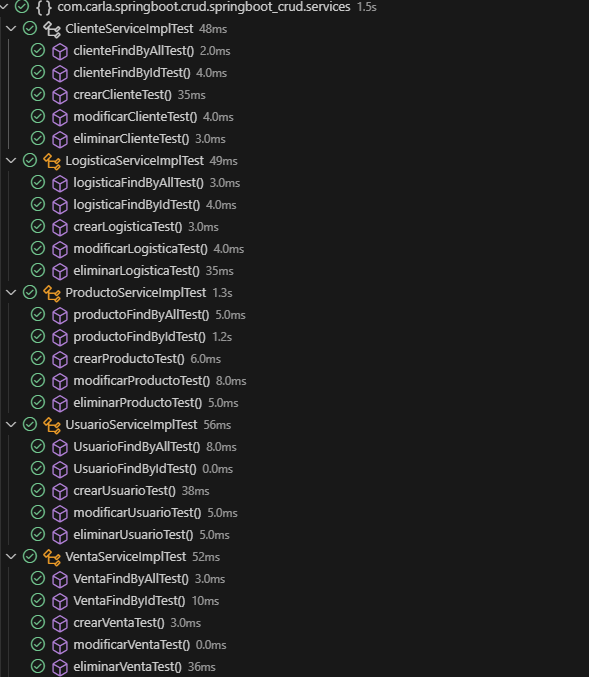 {} com.carla.springboot.crud.springboot_crud.services 1.5s
ClienteServiceImplTest 48ms
clienteFindByAllTest() 2.0ms
clienteFindByIdTest() 4.0ms
crearClienteTest() 35ms
modificarClienteTest() 4.0ms
eliminarClienteTest() 3.0ms
LogisticaServiceImplTest 49ms
logisticaFindByAllTest() 3.0ms
logisticaFindByIdTest() 4.0ms
crearLogisticaTest() 3.0ms
modificarLogisticaTest() 4.0ms
eliminarLogisticaTest() 35ms
ProductoServiceImplTest 1.3s
productoFindByAllTest() 5.0ms
productoFindByIdTest() 1.2s
crearProductoTest() 6.0ms
modificarProductoTest() 8.0ms
eliminarProductoTest() 5.0ms
UsuarioServiceImplTest 56ms
UsuarioFindByAllTest() 8.0ms
UsuarioFindByIdTest() 0.0ms
crearUsuarioTest() 38ms
modificarUsuarioTest() 5.0ms
eliminarUsuarioTest() 5.0ms
VentaServiceImplTest 52ms
VentaFindByAllTest() 3.0ms
VentaFindByIdTest() 10ms
crearVentaTest() 3.0ms
modificarVentaTest() 0.0ms
eliminarVentaTest() 36ms